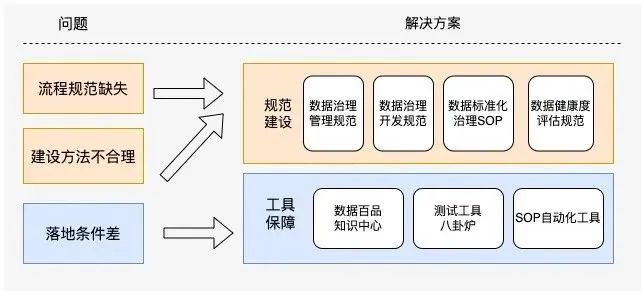 问题
解决方案
流程规范缺失
建设方法不合理
落地条件差
规范
建设
数据治理
管理规范
数据治理
开发规范
数据标准化
治理SOP
数据健康度
评估规范
工具
保障
数据百品
知识中心
测试工具
八卦炉
SOP自动化工具